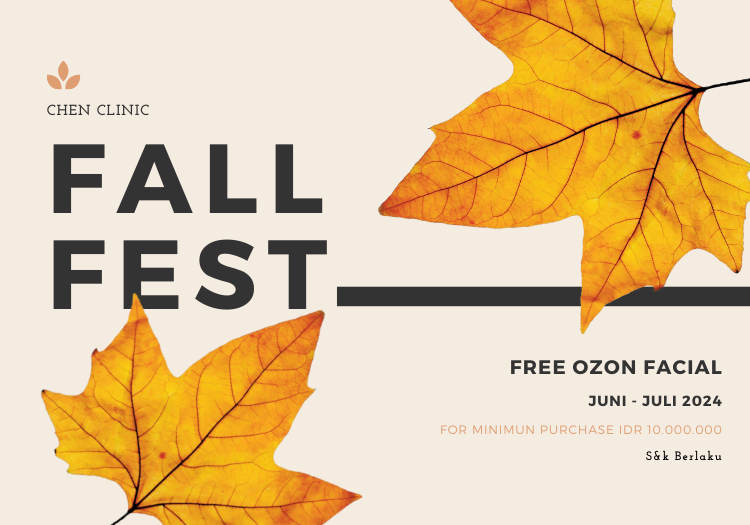 CHEN CLINIC
FALL
FEST
FREE OZON FACIAL
JUNI - JULI 2024
FOR MINIMUN PURCHASE IDR 10.000.000
S&k Berlaku